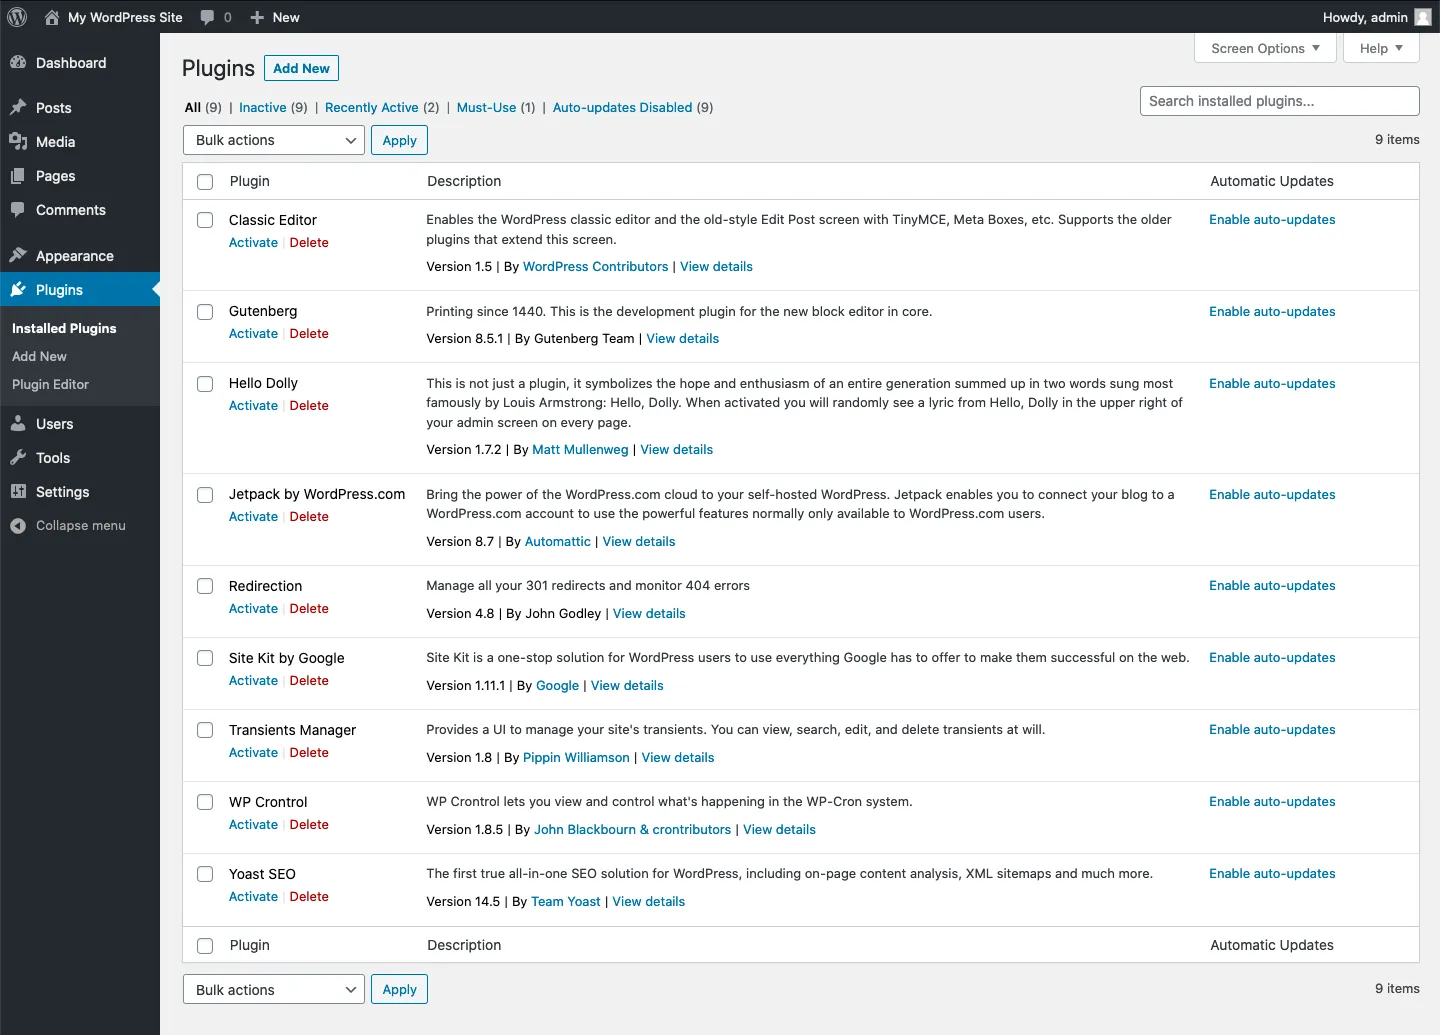 My WordPress Site 0 New Howdy, admin
Dashboard
Posts
Media
Pages
Comments
Appearance
Plugins
Installed Plugins
Add New
Plugin Editor
Users
Tools
Settings
Collapse menu
Screen Options Help
Plugins Add New
All (9) | Inactive (9) | Recently Active (2) | Must-Use (1) | Auto-updates Disabled (9)
Search installed plugins...
Bulk actions Apply 9 items
Plugin Description Automatic Updates
Classic Editor
Activate | Delete
Enables the WordPress classic editor and the old-style Edit Post screen with TinyMCE, Meta Boxes, etc. Supports the older
plugins that extend this screen.
Version 1.5 | By WordPress Contributors | View details
Enable auto-updates
Gutenberg
Activate | Delete
Printing since 1440. This is the development plugin for the new block editor in core.
Version 8.5.1 | By Gutenberg Team | View details
Enable auto-updates
Hello Dolly
Activate | Delete
This is not just a plugin, it symbolizes the hope and enthusiasm of an entire generation summed up in two words sung most
famously by Louis Armstrong: Hello, Dolly. When activated you will randomly see a lyric from Hello, Dolly in the upper right of
your admin screen on every page.
Version 1.7.2 | By Matt Mullenweg | View details
Enable auto-updates
Jetpack by WordPress.com
Activate | Delete
Bring the power of the WordPress.com cloud to your self-hosted WordPress. Jetpack enables you to connect your blog to a
WordPress.com account to use the powerful features normally only available to WordPress.com users.
Version 8.7 | By Automattic | View details
Enable auto-updates
Redirection
Activate | Delete
Manage all your 301 redirects and monitor 404 errors
Version 4.8 | By John Godley | View details
Enable auto-updates
Site Kit by Google
Activate | Delete
Site Kit is a one-stop solution for WordPress users to use everything Google has to offer to make them successful on the web.
Version 1.11.1 | By Google | View details
Enable auto-updates
Transients Manager
Activate | Delete
Provides a UI to manage your site's transients. You can view, search, edit, and delete transients at will.
Version 1.8 | By Pippin Williamson | View details
Enable auto-updates
WP Crontrol
Activate | Delete
WP Crontrol lets you view and control what's happening in the WP-Cron system.
Version 1.8.5 | By John Blackbourn & crontributors | View details
Enable auto-updates
Yoast SEO
Activate | Delete
The first true all-in-one SEO solution for WordPress, including on-page content analysis, XML sitemaps and much more.
Version 14.5 | By Team Yoast | View details
Enable auto-updates
Plugin Description Automatic Updates
Bulk actions Apply 9 items